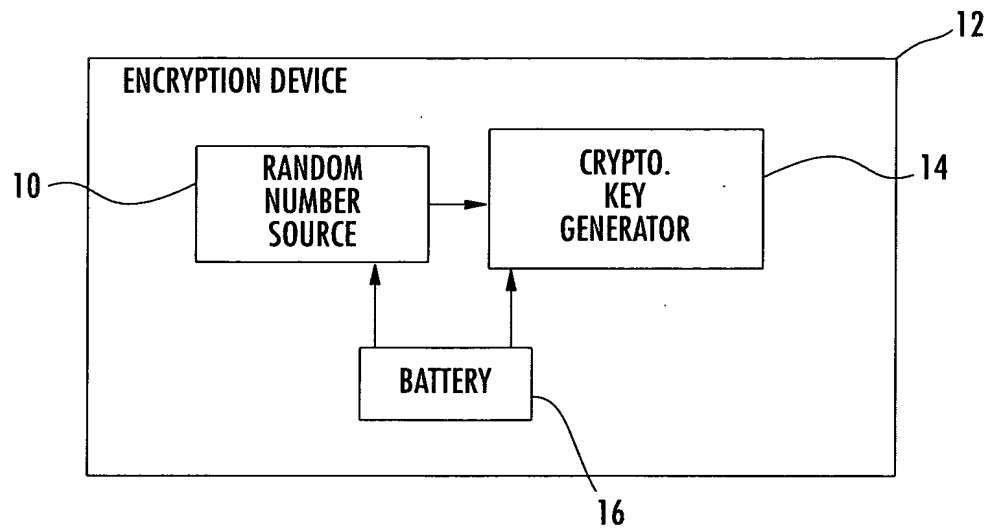 12
ENCRYPTION DEVICE
10
RANDOM
NUMBER
SOURCE
CRYPTO.
KEY
GENERATOR
14
BATTERY
16